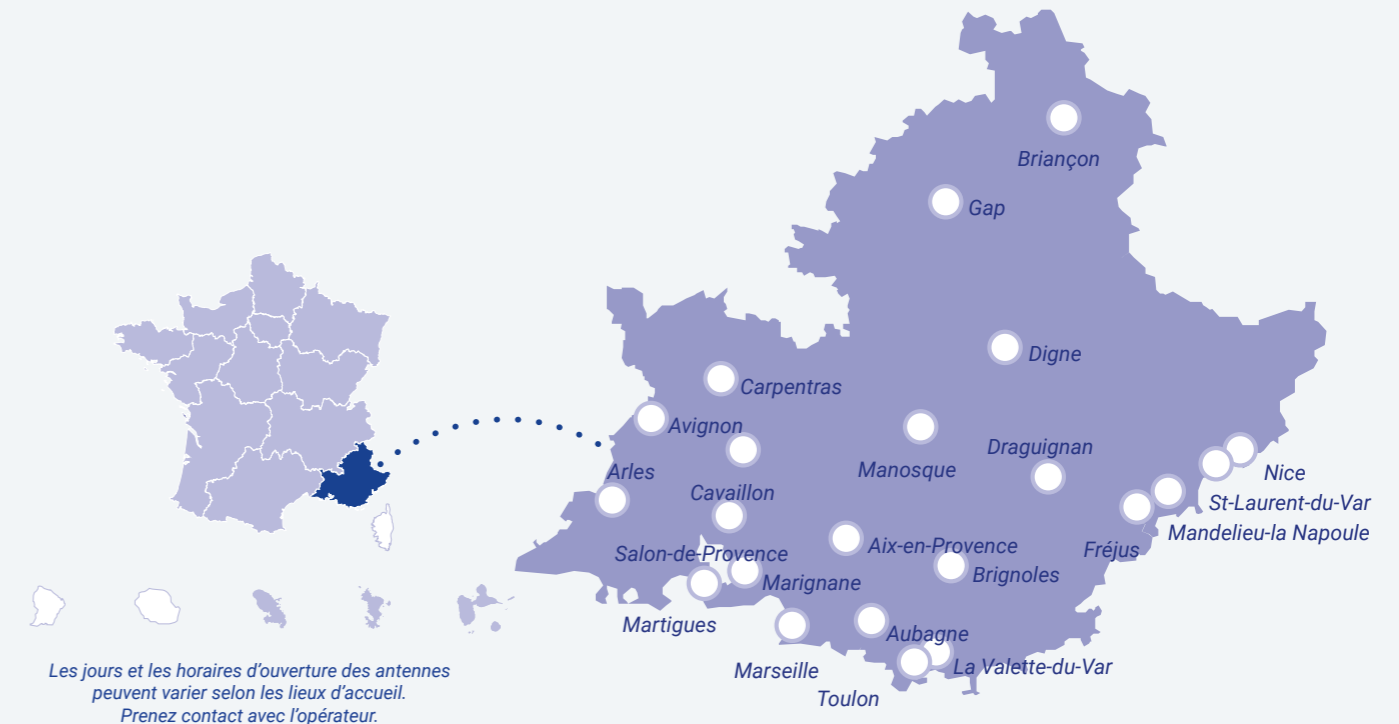 Briançon
Gap
Digne
Carpentras
Avignon
Draguignan
Manosque
Arles
Nice
Cavaillon
St-Laurent-du-Var
Mandelieu-la Napoule
Aix-en-Provence
Fréjus
Salon-de-Provence
Brignoles
Marignane
Martigues
Aubagne
La Valette-du-Var
Marseille
Toulon
Les jours et les horaires d’ouverture des antennes
peuvent varier selon les lieux d’accueil.
Prenez contact avec l’opérateur.